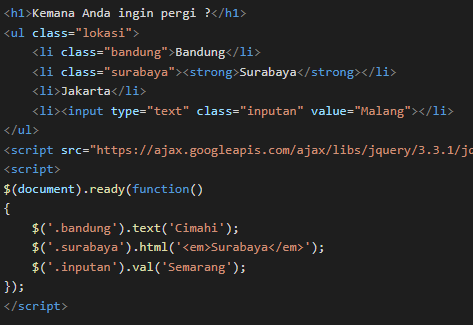 <h1>Kemana Anda ingin pergi ?</h1>
<ul class="lokasi">
    <li class="bandung">Bandung</li>
    <li class="surabaya"><strong>Surabaya</strong></li>
    <li>Jakarta</li>
    <li><input type="text" class="inputan" value="Malang"></li>
</ul>
<script src="https://ajax.googleapis.com/ajax/libs/jquery/3.3.1/jq
<script>
$(document).ready(function()
{
    $('.bandung').text('Cimahi');
    $('.surabaya').html('<em>Surabaya</em>');
    $('.inputan').val('Semarang');
});
</script>